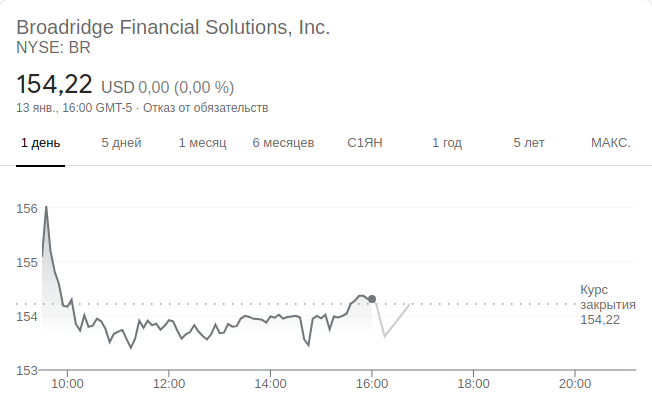 Broadridge Financial Solutions, Inc.
NYSE: BR
154,22 USD 0,00 (0,00 %)
13 янв., 16:00 GMT-5 · Отказ от обязательств
1 день 5 дней 1 месяц 6 месяцев С1ЯН 1 год 5 лет МАКС.
156
155
Курс
закрытия
154,22
154
153
10:00 12:00 14:00 16:00 18:00 20:00